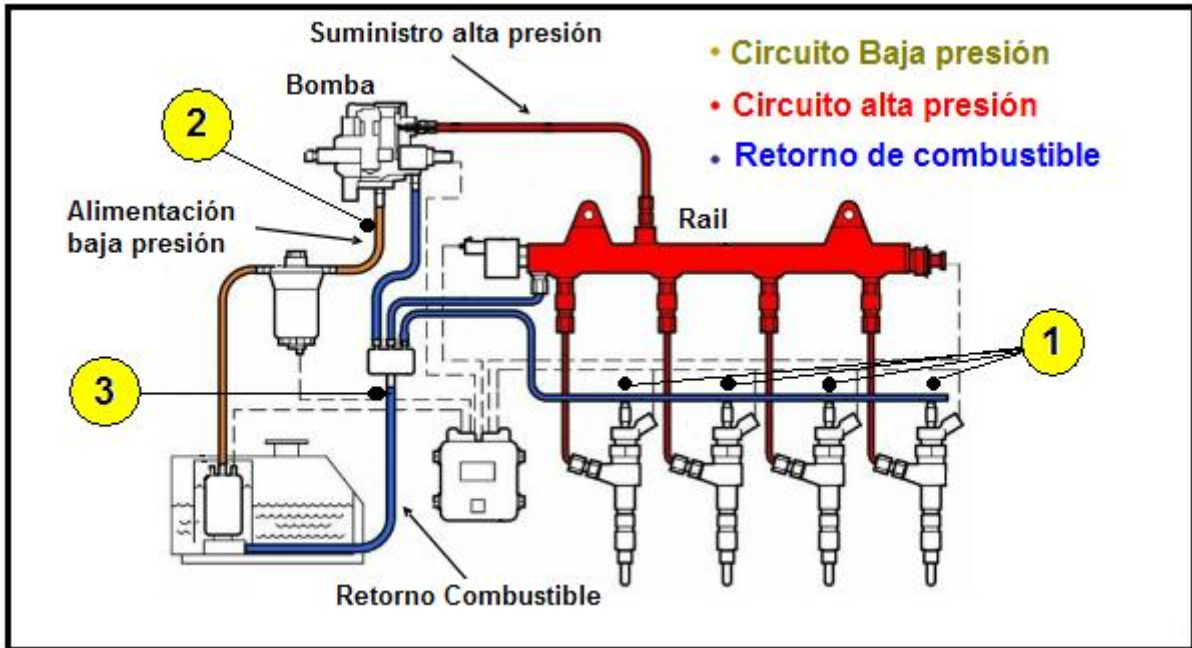 Suministro alta presión
Bomba
2
Alimentación
baja presión
• Circuito Baja presión
• Circuito alta presión
• Retorno de combustible
Rail
1
3
Retorno Combustible